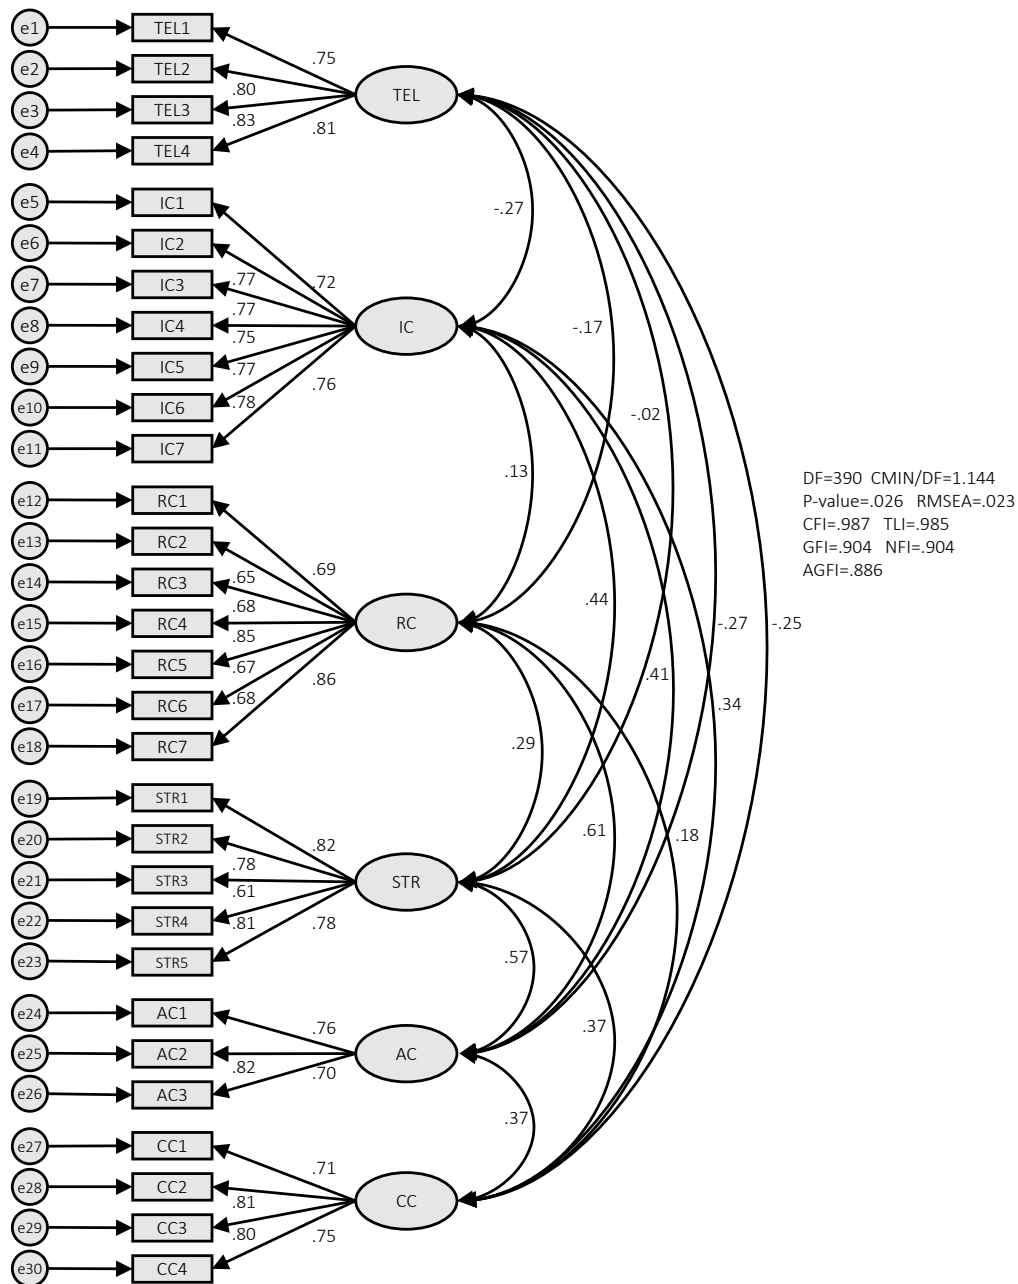 e1 TEL1
.75
e2 TEL2
.80
TEL
e3 TEL3
.83 .81
e4 TEL4
e5 IC1
-.27
e6 IC2
e7 IC3 .77 .72
.77
e8 IC4 IC -.17
.75
e9 IC5
.77 .76
e10 IC6 .78
-.02
e11 IC7
.13
DF=390 CMIN/DF=1.144
e12 RC1
P-value=.026 RMSEA=.023
CFI=.987 TLI=.985
e13 RC2
GFI=.904 NFI=.904
AGFI=.886
.69
e14 RC3 .65
.44
.68
e15 RC4 RC -.27 -.25
.85
e16 RC5 .67
.86 .41
e17 RC6 .68
.34
e18 RC7 .29
e19 STR1
.61 .18
e20 STR2 .82
.78
e21 STR3 STR
.61
e22 STR4 .81 .78
e23 STR5
.57
e24 AC1
.76 .37
e25 AC2 AC
.82 .70
e26 AC3
.37
e27 CC1
.71
e28 CC2
.81 CC
e29 CC3
.80 .75
e30 CC4